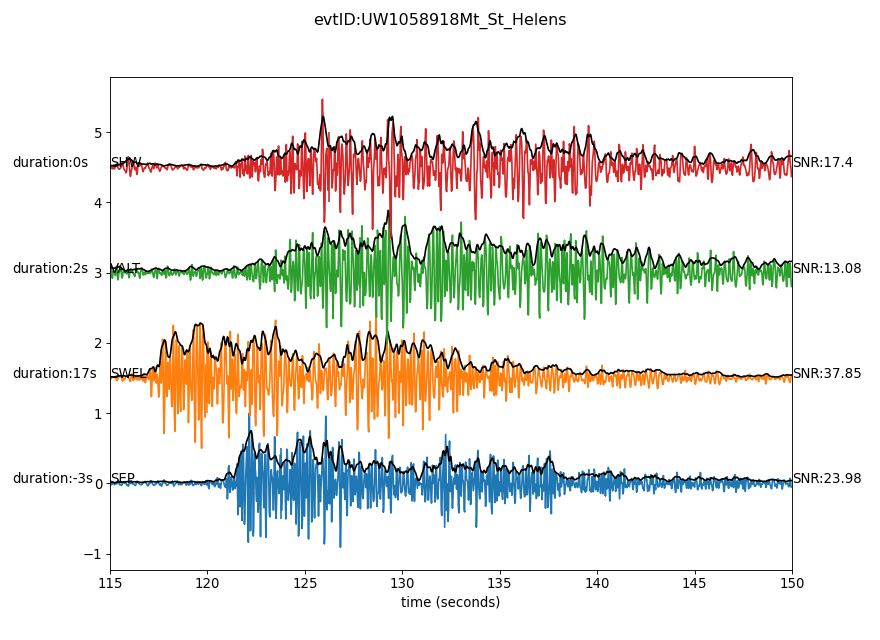 evtID:UW1058918Mt_St_Helens
5
duration:0s SHW SNR:17.4
4
duration:2s VALT SNR:13.08
3
2
duration:17s SWFL SNR:37.85
1
duration:-3s SEP SNR:23.98
0
−1
115 120 125 130 135 140 145 150
time (seconds)